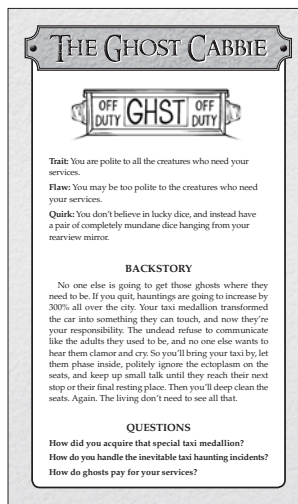 THE GHOST CABBIE
OFF DUTY GHST OFF DUTY
Trait: You are polite to all the creatures who need your
services.
Flaw: You may be too polite to the creatures who need
your services.
Quirk: You don't believe in lucky dice, and instead have
a pair of completely mundane dice hanging from your
rearview mirror.
BACKSTORY
No one else is going to get those ghosts where they
need to be. If you quit, hauntings are going to increase by
300% all over the city. Your taxi medallion transformed
the car into something they can touch, and now they're
your responsibility. The undead refuse to communicate
like the adults they used to be, and no one else wants to
hear them clamor and cry. So you'll bring your taxi by, let
them phase inside, politely ignore the ectoplasm on the
seats, and keep up small talk until they reach their next
stop or their final resting place. Then you'll deep clean the
seats. Again. The living don't need to see all that.
QUESTIONS
How did you acquire that special taxi medallion?
How do you handle the inevitable taxi haunting incidents?
How do ghosts pay for your services?